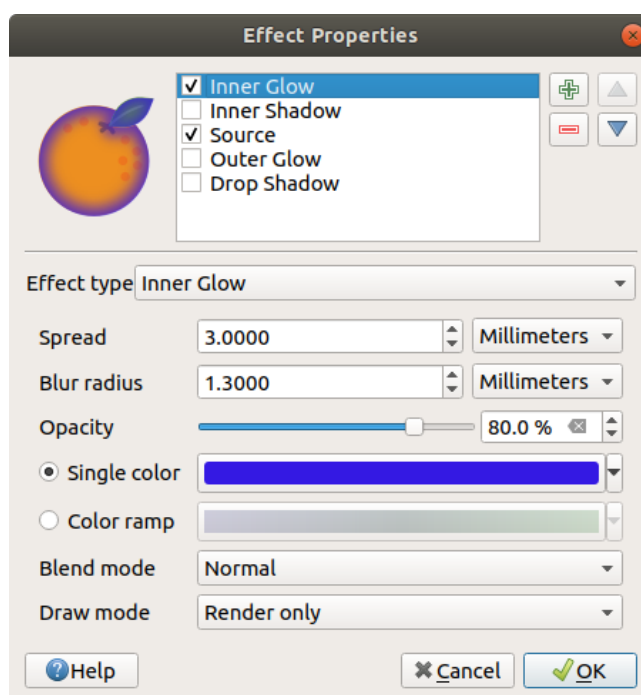 Effect Properties
Inner Glow
Inner Shadow
Source
Outer Glow
Drop Shadow
Effect type Inner Glow
Spread 3.0000 Millimeters
Blur radius 1.3000 Millimeters
Opacity 80.0 %
Single color
Color ramp
Blend mode Normal
Draw mode Render only
Help Cancel OK